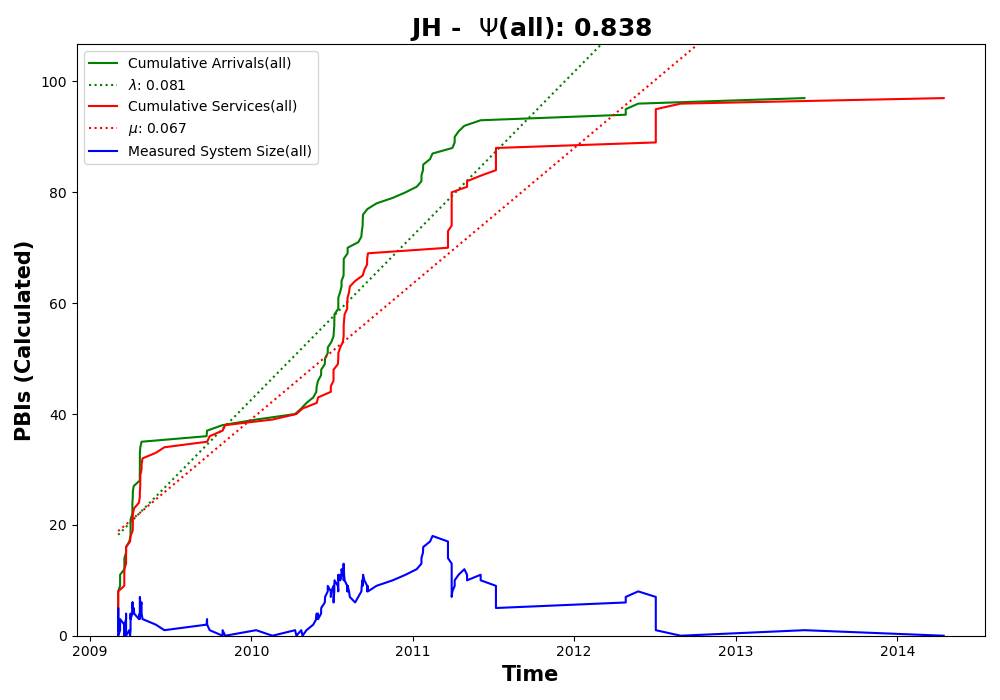 JH - Ψ(all): 0.838
Cumulative Arrivals(all)
λ: 0.081
Cumulative Services(all)
μ: 0.067
Measured System Size(all)
PBIs (Calculated)
100
80
60
40
20
0
2009 2010 2011 2012 2013 2014
Time